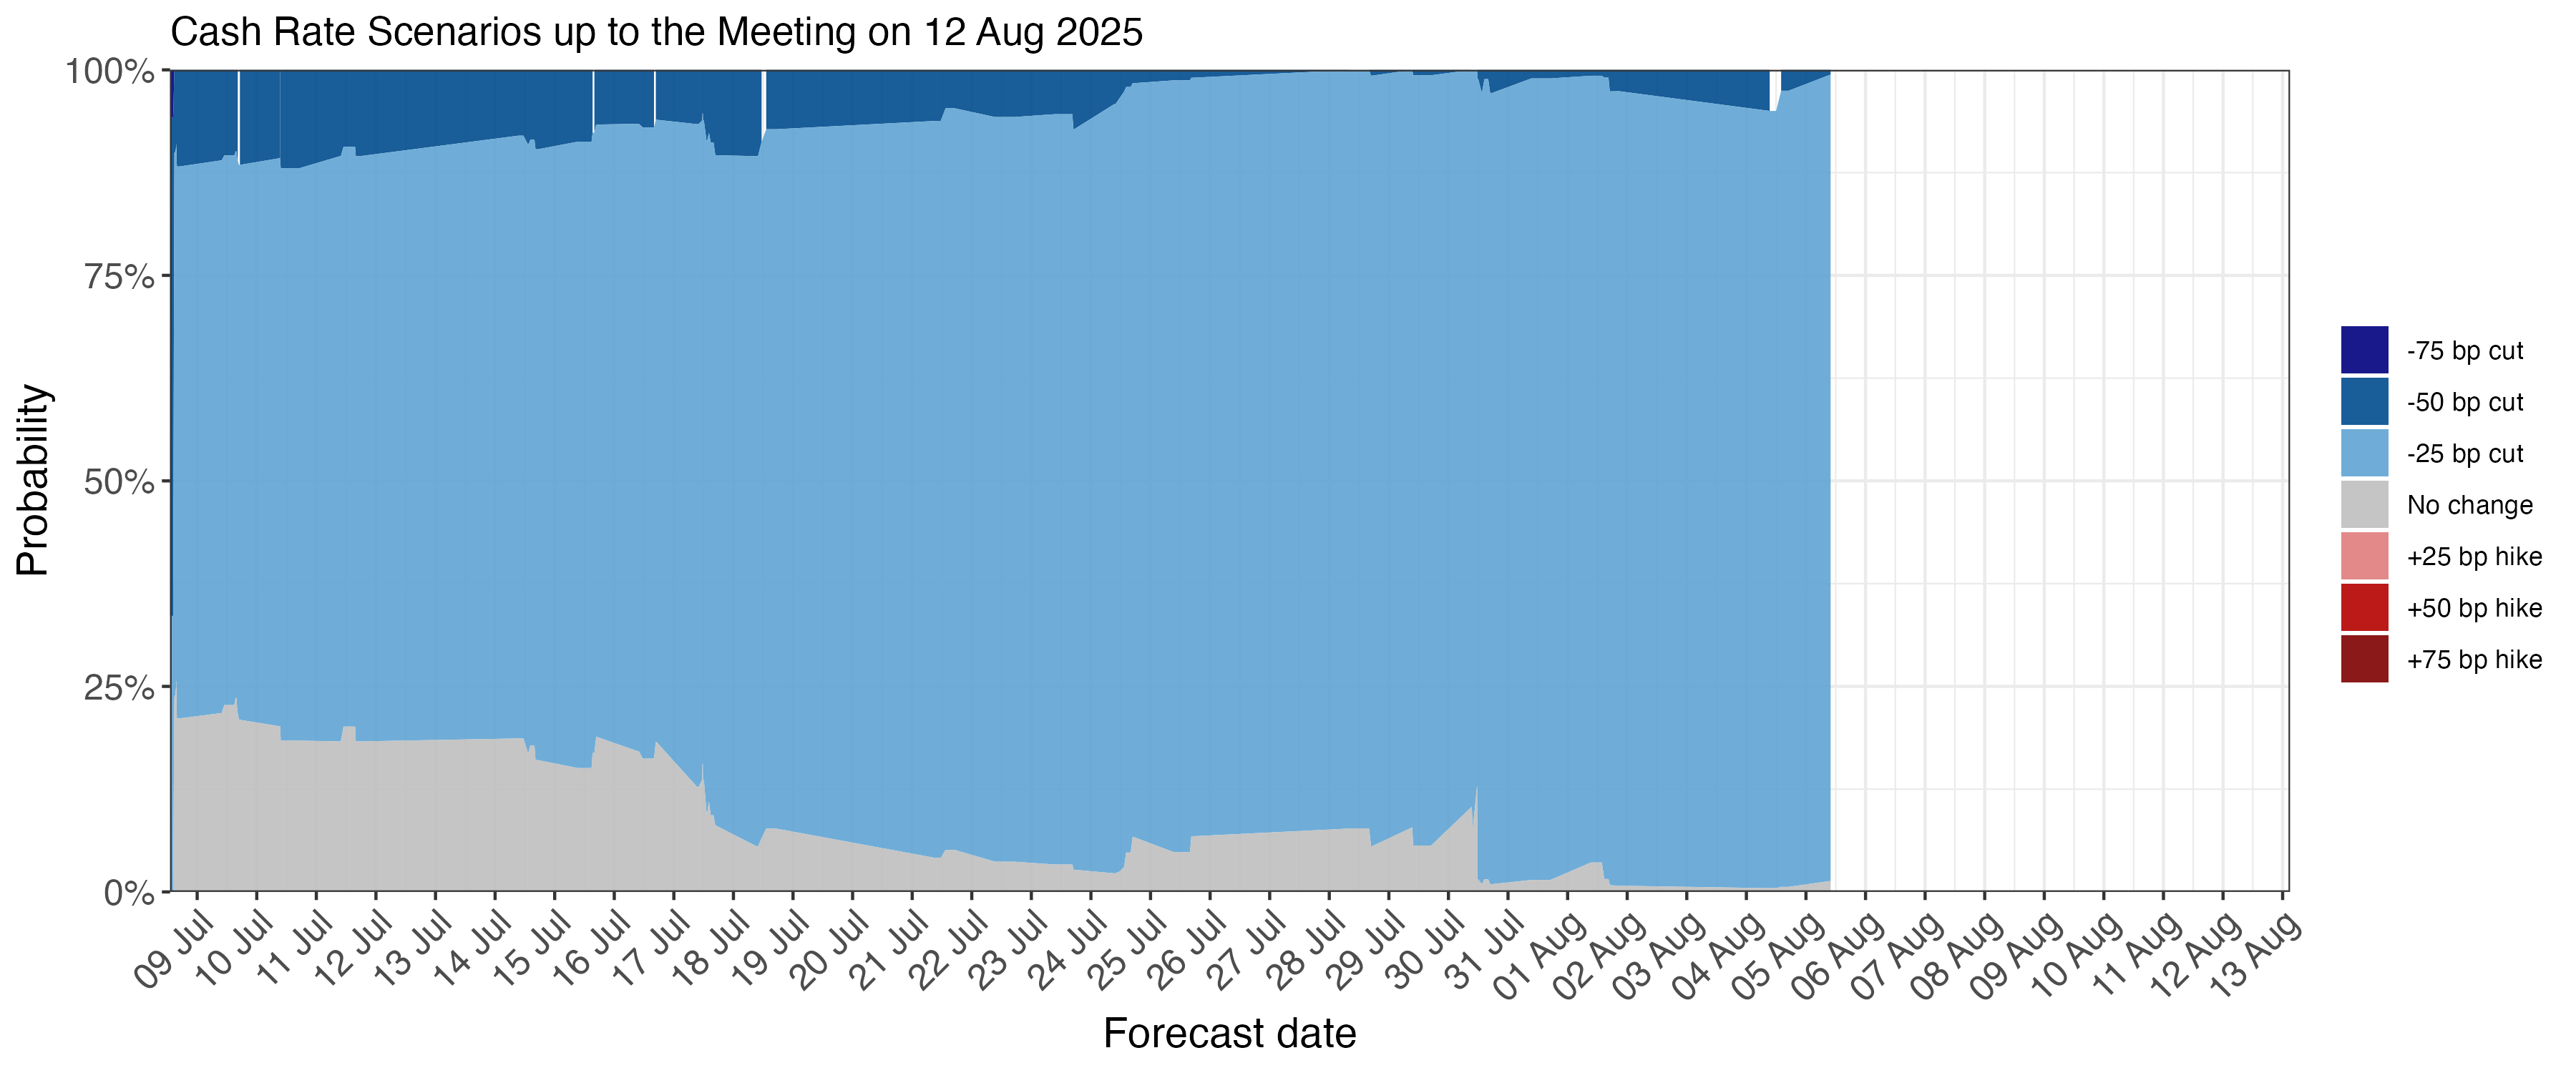 Cash Rate Scenarios up to the Meeting on 12 Aug 2025
Probability
100%
75%
50%
25%
0%
09 Jul
10 Jul
11 Jul
12 Jul
13 Jul
14 Jul
15 Jul
16 Jul
17 Jul
18 Jul
19 Jul
20 Jul
21 Jul
22 Jul
23 Jul
24 Jul
25 Jul
26 Jul
27 Jul
28 Jul
29 Jul
30 Jul
31 Jul
01 Aug
02 Aug
03 Aug
04 Aug
05 Aug
06 Aug
07 Aug
08 Aug
09 Aug
10 Aug
11 Aug
12 Aug
13 Aug
Forecast date
-75 bp cut
-50 bp cut
-25 bp cut
No change
+25 bp hike
+50 bp hike
+75 bp hike